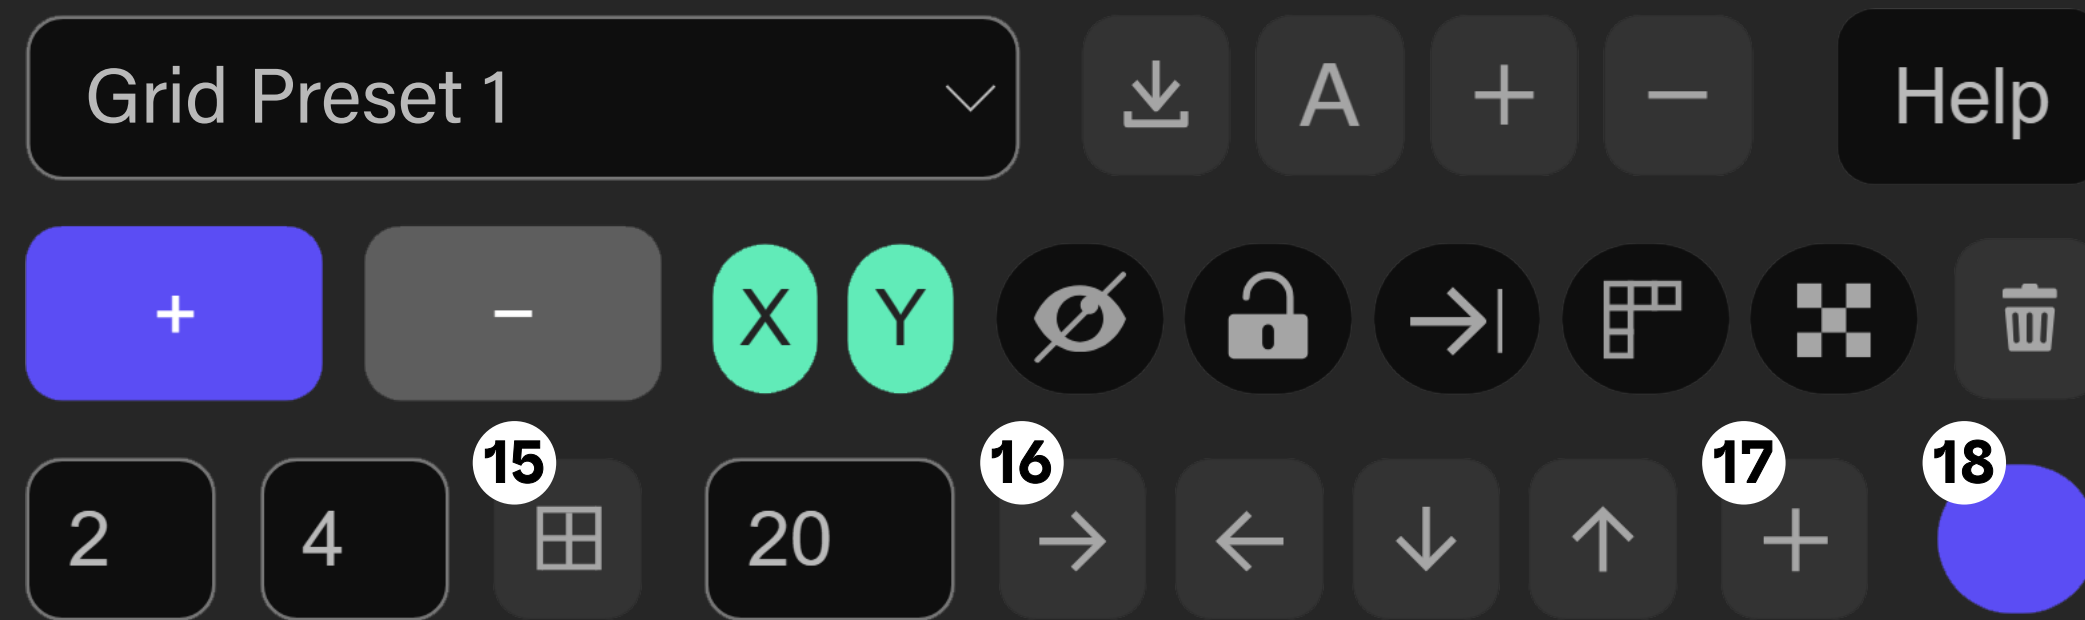 Grid Preset 1 A + − Help
+ − X Y
15 16 17 18
2 4 20 +